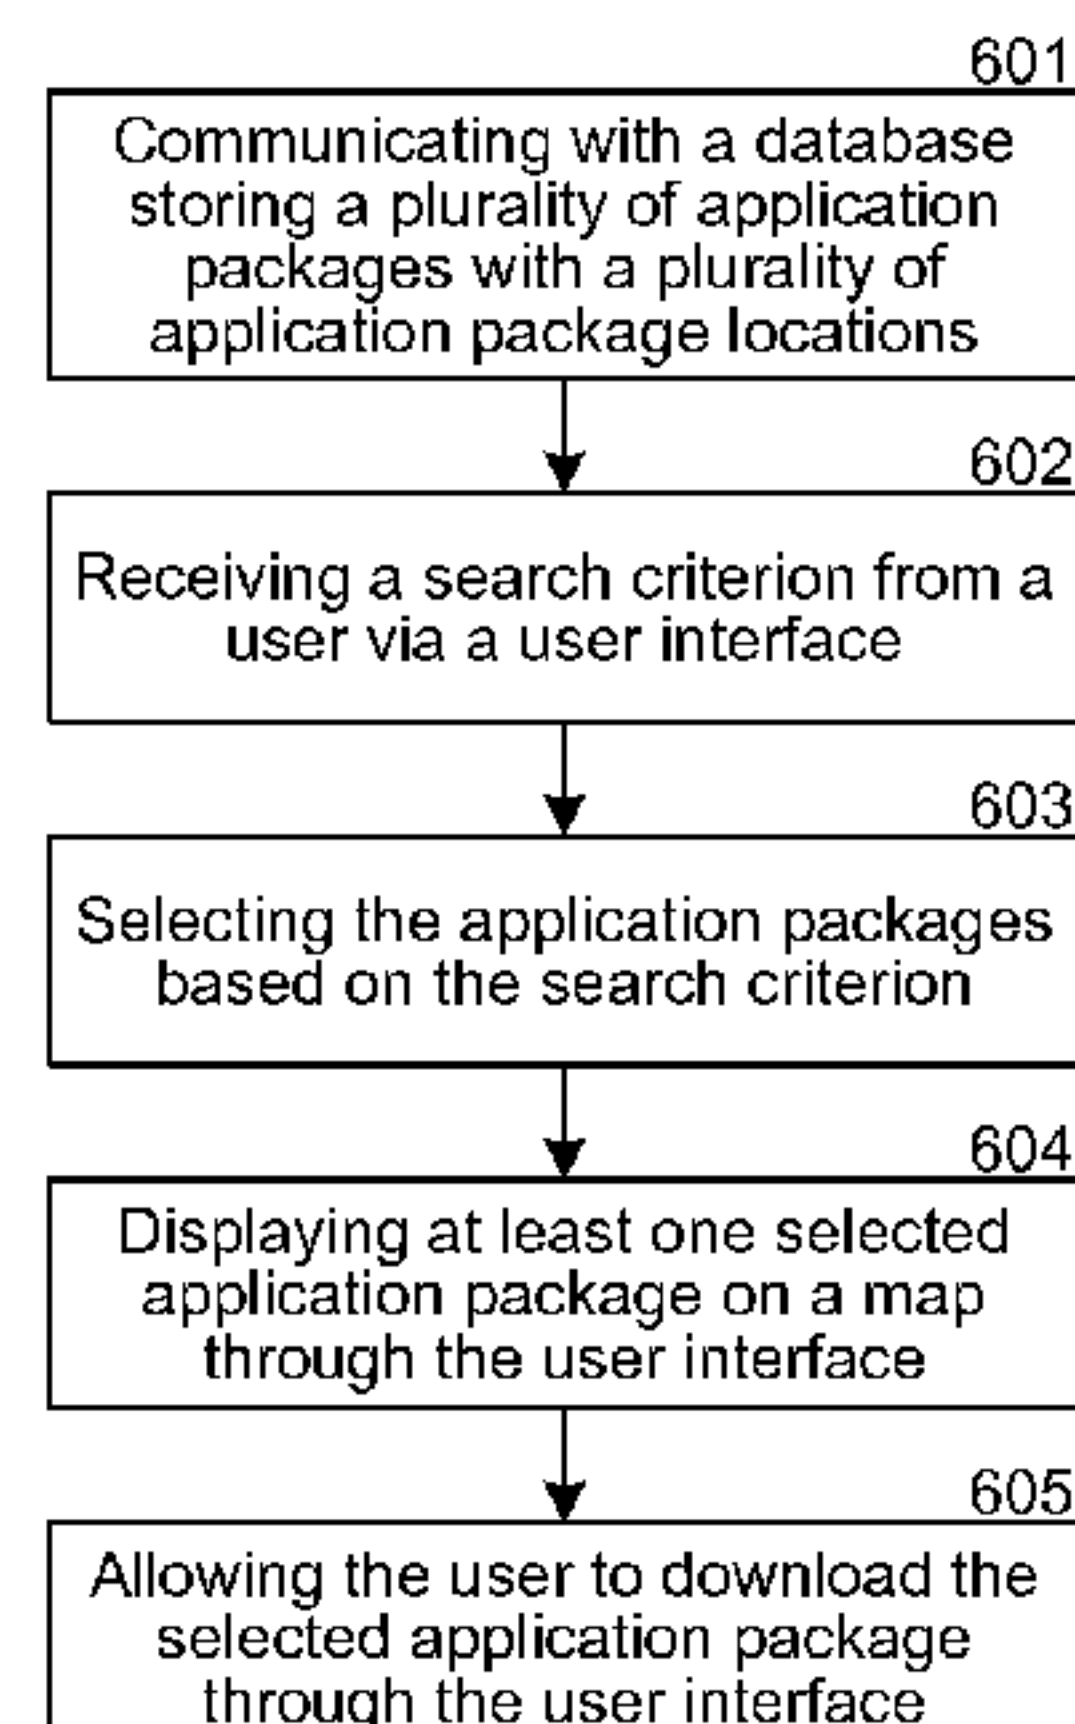 601
Communicating with a database
storing a plurality of application
packages with a plurality of
application package locations
602
Receiving a search criterion from a
user via a user interface
603
Selecting the application packages
based on the search criterion
604
Displaying at least one selected
application package on a map
through the user interface
605
Allowing the user to download the
selected application package
through the user interface